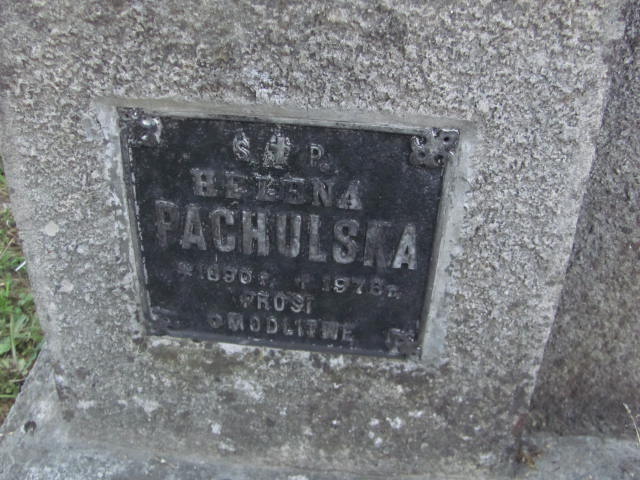 S. P.
HELENA
PACHULSKA
* 1890 r. + 1978 r.
PROSI
O MODLITWĘ